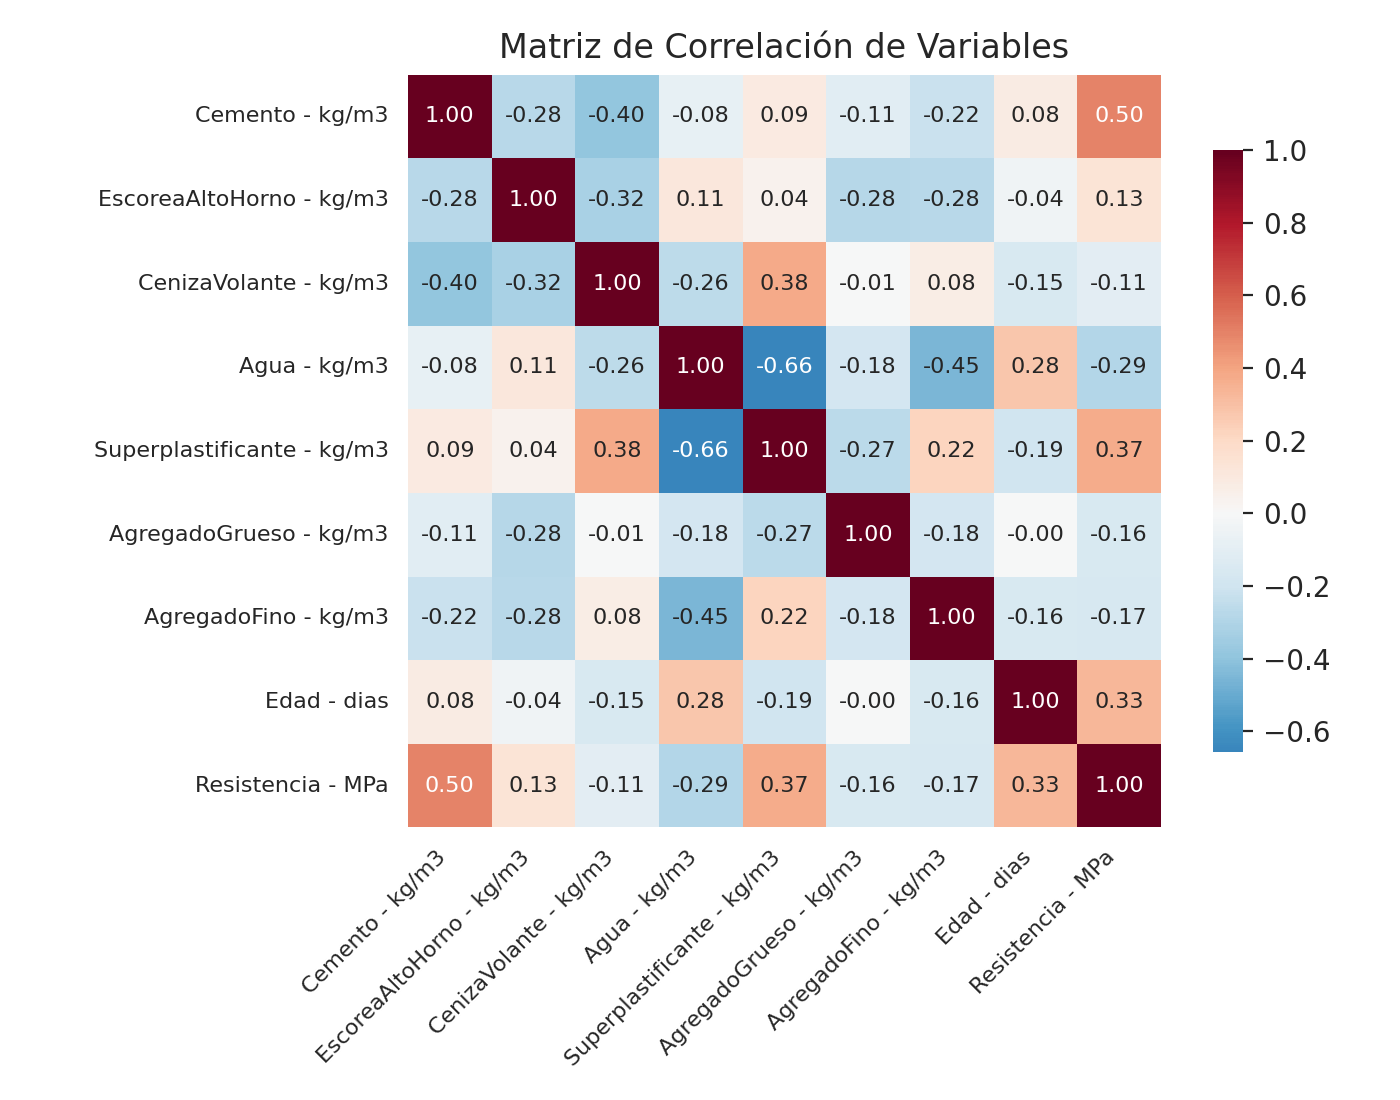 Matriz de Correlación de Variables
Cemento - kg/m3 1.00 -0.28 -0.40 -0.08 0.09 -0.11 -0.22 0.08 0.50
EscoreaAltoHorno - kg/m3 -0.28 1.00 -0.32 0.11 0.04 -0.28 -0.28 -0.04 0.13
CenizaVolante - kg/m3 -0.40 -0.32 1.00 -0.26 0.38 -0.01 0.08 -0.15 -0.11
Agua - kg/m3 -0.08 0.11 -0.26 1.00 -0.66 -0.18 -0.45 0.28 -0.29
Superplastificante - kg/m3 0.09 0.04 0.38 -0.66 1.00 -0.27 0.22 -0.19 0.37
AgregadoGrueso - kg/m3 -0.11 -0.28 -0.01 -0.18 -0.27 1.00 -0.18 -0.00 -0.16
AgregadoFino - kg/m3 -0.22 -0.28 0.08 -0.45 0.22 -0.18 1.00 -0.16 -0.17
Edad - dias 0.08 -0.04 -0.15 0.28 -0.19 -0.00 -0.16 1.00 0.33
Resistencia - MPa 0.50 0.13 -0.11 -0.29 0.37 -0.16 -0.17 0.33 1.00
Cemento - kg/m3
EscoreaAltoHorno - kg/m3
CenizaVolante - kg/m3
Agua - kg/m3
Superplastificante - kg/m3
AgregadoGrueso - kg/m3
AgregadoFino - kg/m3
Edad - dias
Resistencia - MPa
1.0
0.8
0.6
0.4
0.2
0.0
−0.2
−0.4
−0.6